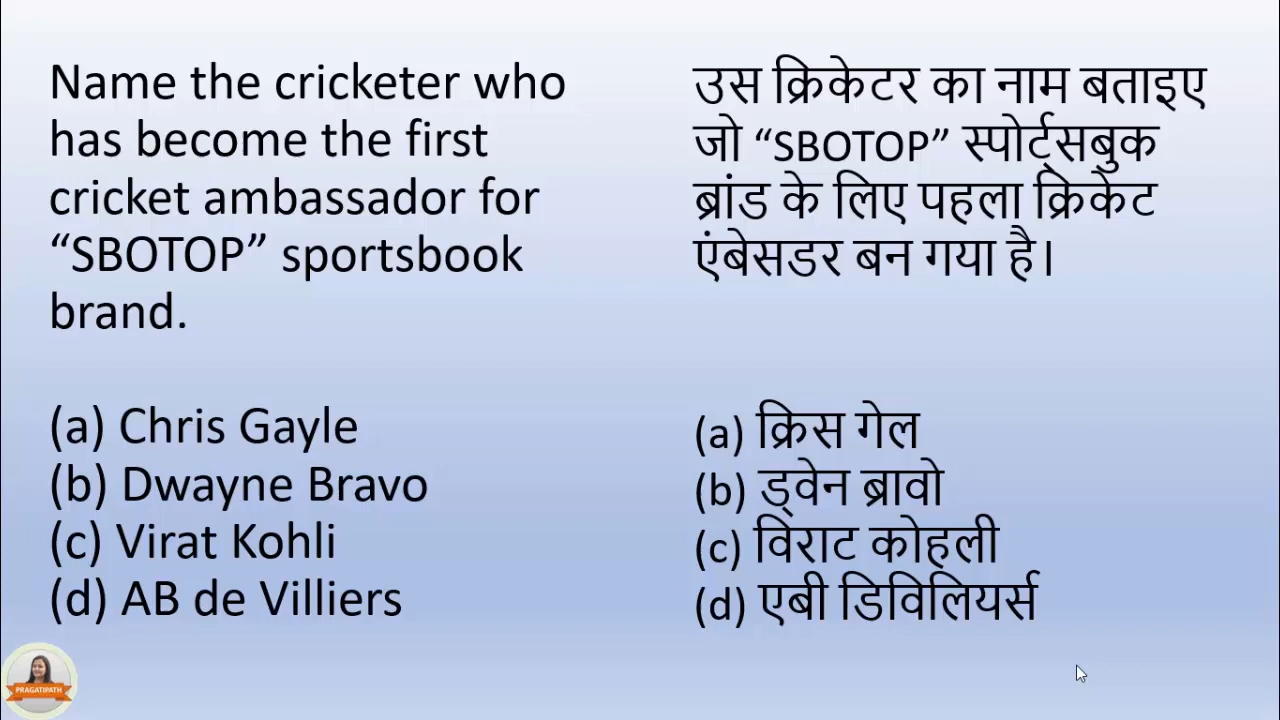 Name the cricketer who
has become the first
cricket ambassador for
“SBOTOP” sportsbook
brand.
(a) Chris Gayle
(b) Dwayne Bravo
(c) Virat Kohli
(d) AB de Villiers
उस क्रिकेटर का नाम बताइए
जो “SBOTOP” स्पोर्ट्सबुक
ब्रांड के लिए पहला क्रिकेट
एंबेसडर बन गया है।
(a) क्रिस गेल
(b) ड्वेन ब्रावो
(c) विराट कोहली
(d) एबी डिविलियर्स
PRAGATIPATH